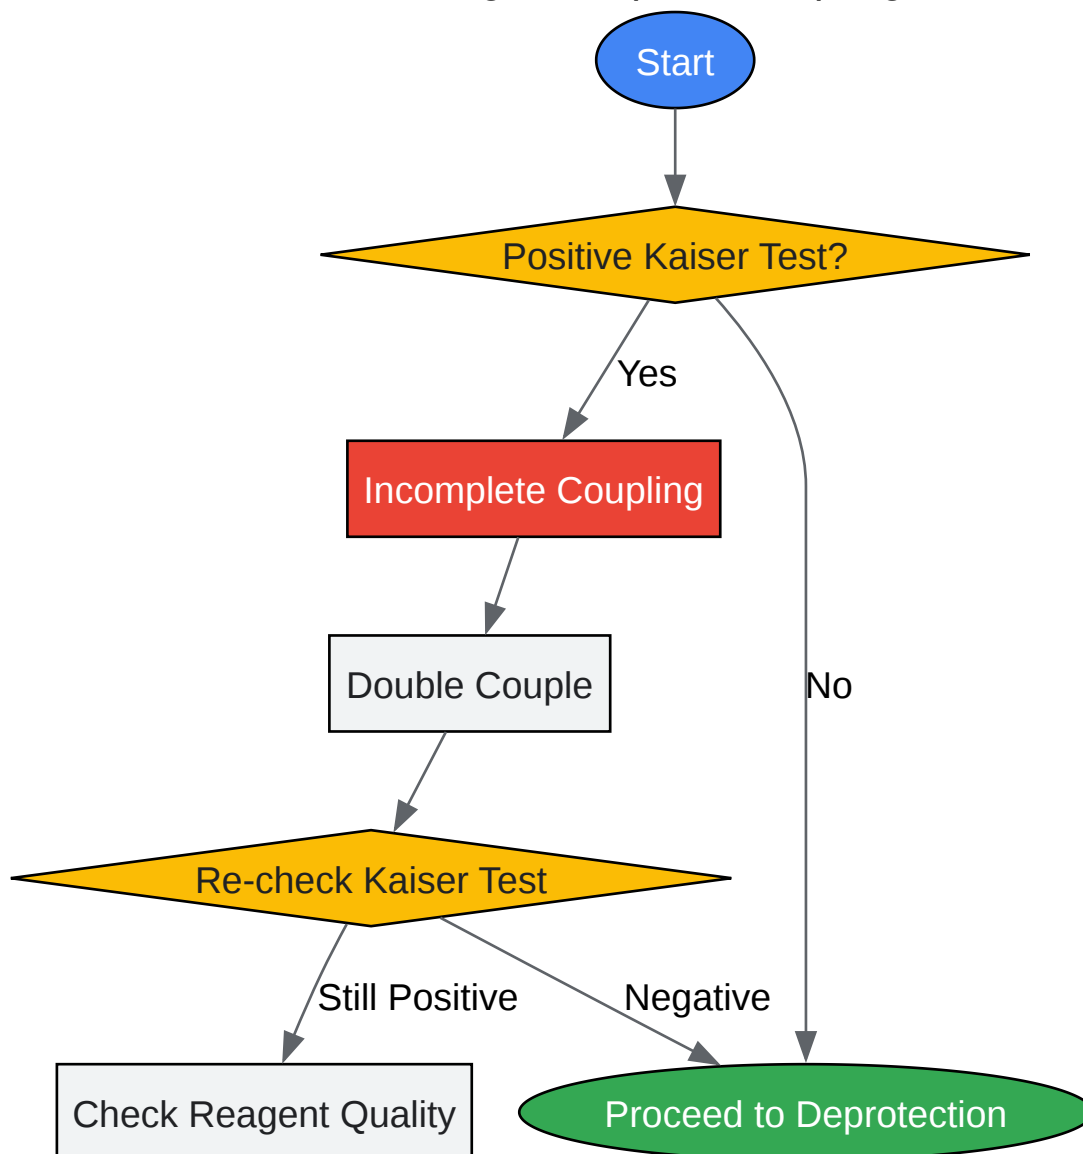 Start
Positive Kaiser Test?
Yes
Incomplete Coupling
Double Couple
No
Re-check Kaiser Test
Still Positive
Negative
Check Reagent Quality
Proceed to Deprotection